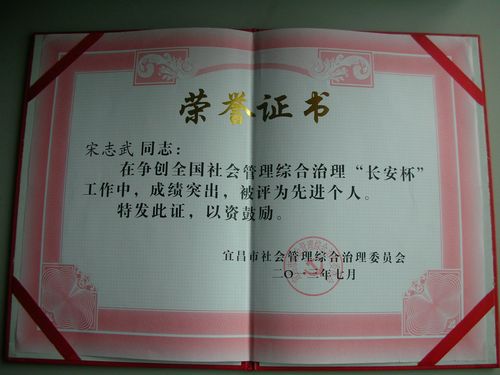 荣誉证书
宋志武 同志：
在争创全国社会管理综合治理“长安杯”
工作中，成绩突出，被评为先进个人。
特发此证，以资鼓励。
宜昌市社会管理综合治理委员会
二〇一三年七月